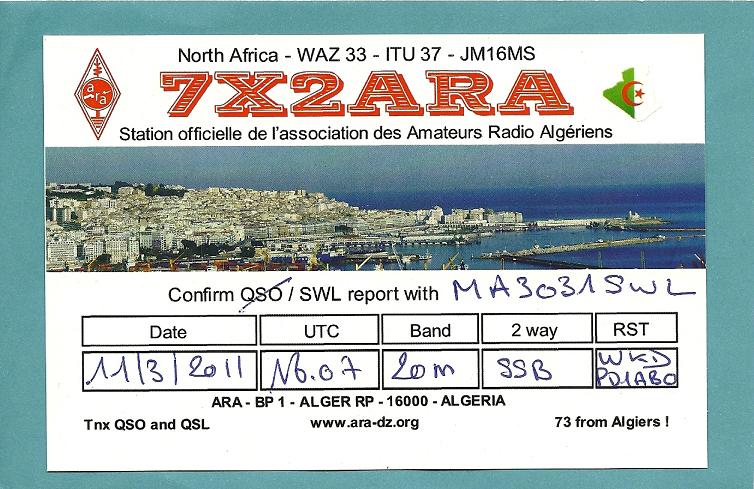 North Africa - WAZ 33 - ITU 37 - JM16MS
ara
7X2ARA
Station officielle de l'association des Amateurs Radio Algériens
Confirm QSO / SWL report with MA3031SWL
Date UTC Band 2 way RST
11/3/2011 16.07 20m SSB WKD PD1ABO
ARA - BP 1 - ALGER RP - 16000 - ALGERIA
Tnx QSO and QSL www.ara-dz.org 73 from Algiers !